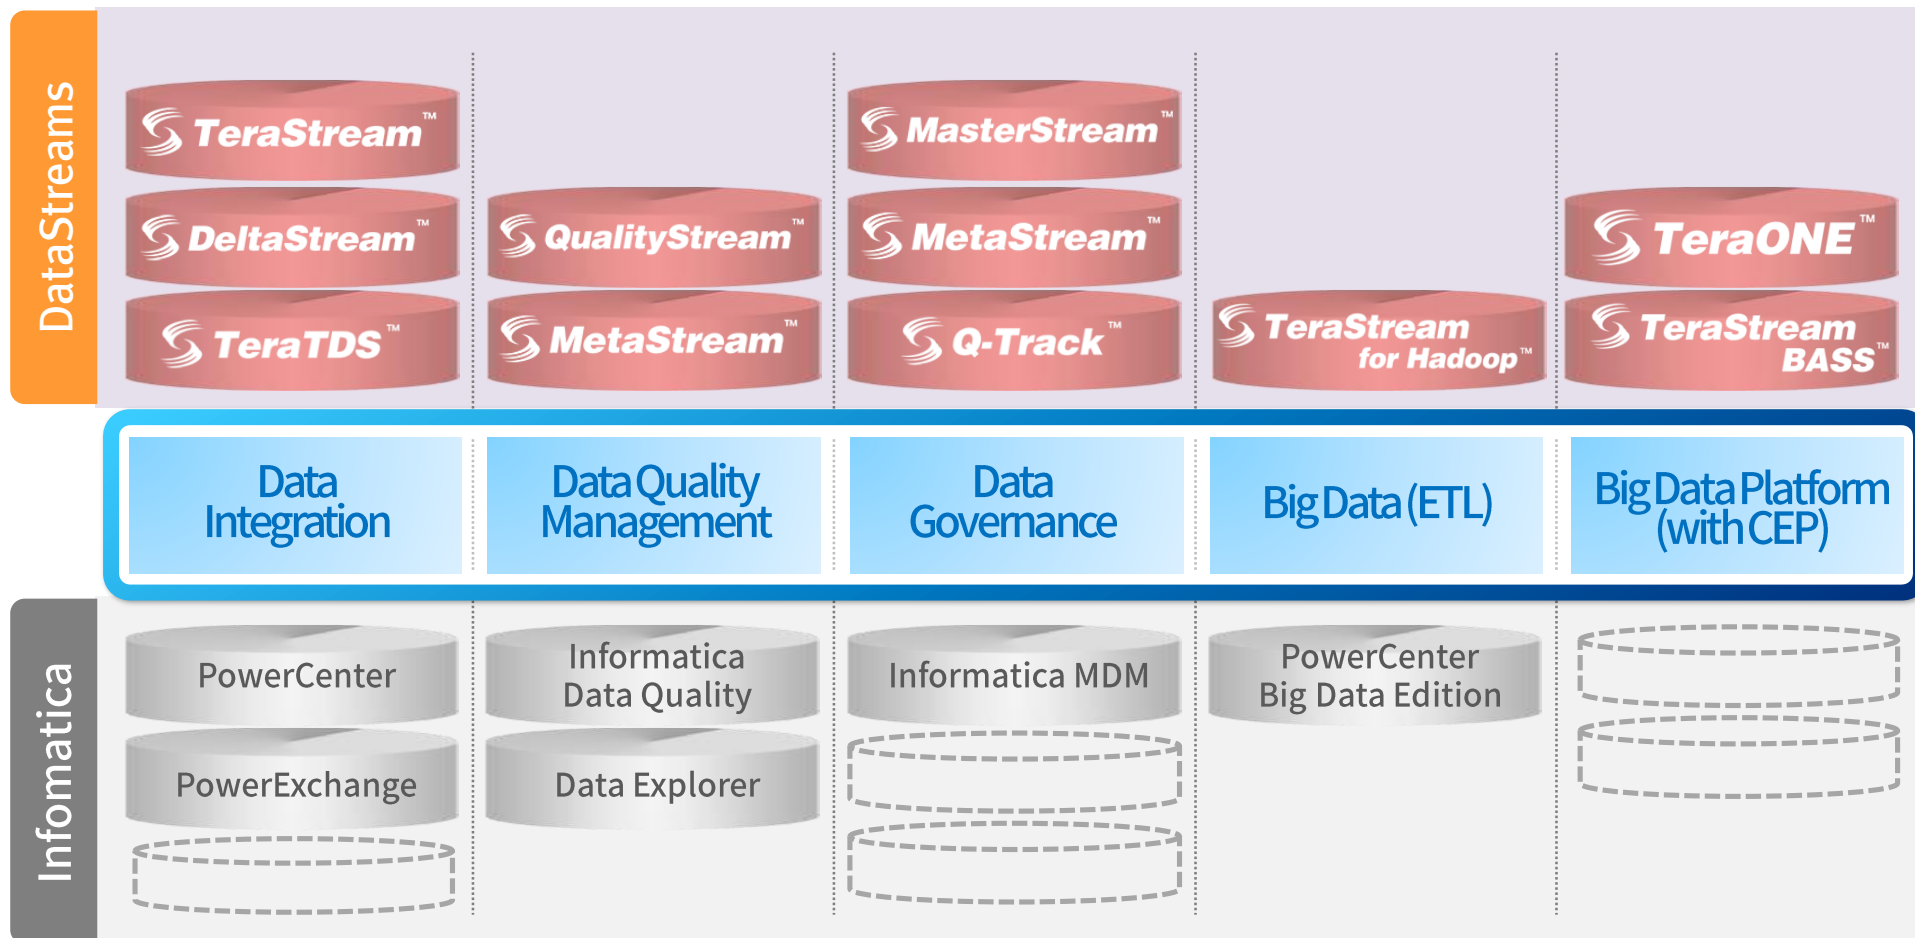 DataStreams
TeraStream™
DeltaStream™
TeraTDS™
QualityStream™
MetaStream™
MasterStream™
MetaStream™
Q-Track™
TeraStream
for Hadoop™
TeraONE™
TeraStream
BASS™
Data
Integration
Data Quality
Management
Data
Governance
Big Data (ETL)
Big Data Platform
(with CEP)
Infomatica
PowerCenter
PowerExchange
Informatica
Data Quality
Data Explorer
Informatica MDM
PowerCenter
Big Data Edition